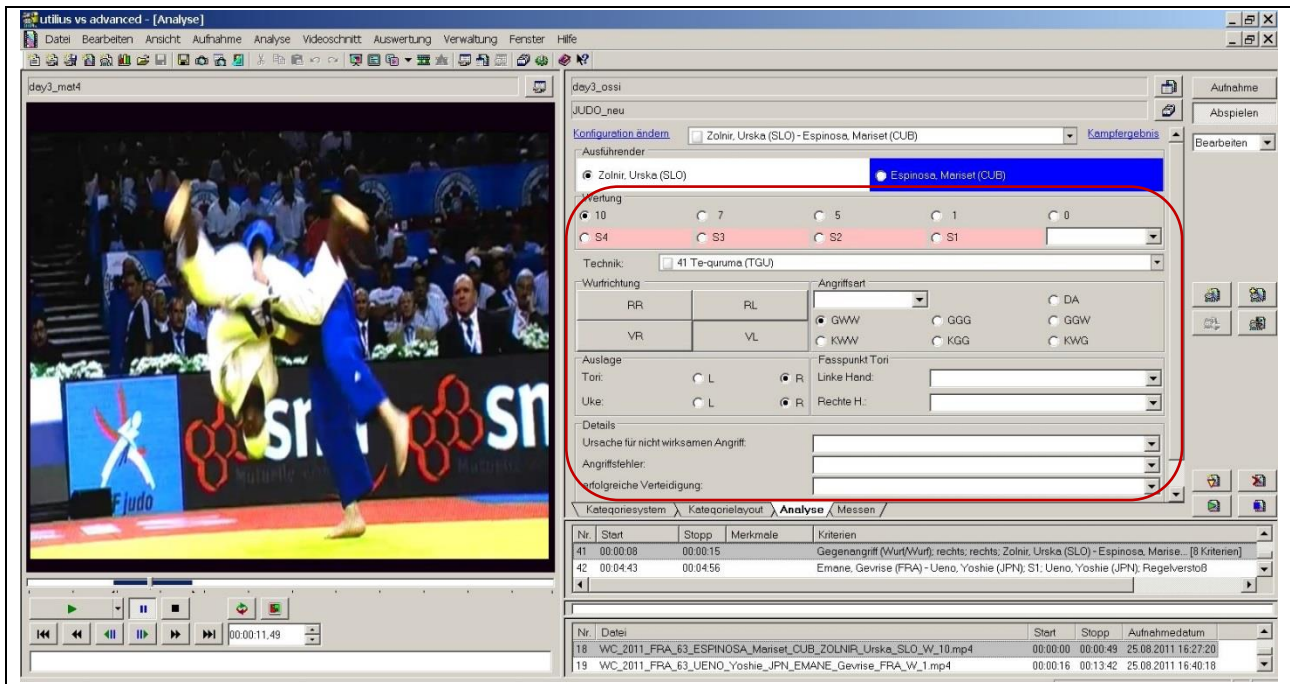 utilius vs advanced - [Analyse]
Datei Bearbeiten Ansicht Aufnahme Analyse Videoschnitt Auswertung Verwaltung Fenster Hilfe
day3_mat4
day3_ossi
Aufnahme
JUDO_neu
Abspielen
Konfiguration ändern
Zolnir, Urska (SLO) - Espinosa, Mariset (CUB)
Kampfergebnis
Bearbeiten
Ausführender
Zolnir, Urska (SLO)
Espinosa, Mariset (CUB)
Wertung
10 7 5 1 0
S4 S3 S2 S1
Technik: 41 Te-guruma (TGU)
Wurfrichtung
Angriffsart
RR RL
DA
GWW GGG GGW
VR VL
KWW KGG KWG
Auslage
Fasspunkt Tori
Tori: L R Linke Hand:
Uke: L R Rechte H.:
Details
Ursache für nicht wirksamen Angriff:
Angriffsfehler:
erfolgreiche Verteidigung:
Kategoriesystem Kategorielayout Analyse Messen
Nr. Start Stopp Merkmale Kriterien
41 00:00:08 00:00:15 Gegenangriff (Wurf/Wurf); rechts; rechts; Zolnir, Urska (SLO) - Espinosa, Marise... [8 Kriterien]
42 00:04:43 00:04:56 Emane, Gevrise (FRA) - Ueno, Yoshie (JPN); S1; Ueno, Yoshie (JPN); Regelverstoß
00:00:11,49
Nr. Datei Start Stopp Aufnahmedatum
18 WC_2011_FRA_63_ESPINOSA_Mariset_CUB_ZOLNIR_Urska_SLO_W_10.mp4 00:00:00 00:00:49 25.08.2011 16:27:20
19 WC_2011_FRA_63_UENO_Yoshie_JPN_EMANE_Gevrise_FRA_W_1.mp4 00:00:16 00:13:42 25.08.2011 16:40:18
sm
sn
F judo